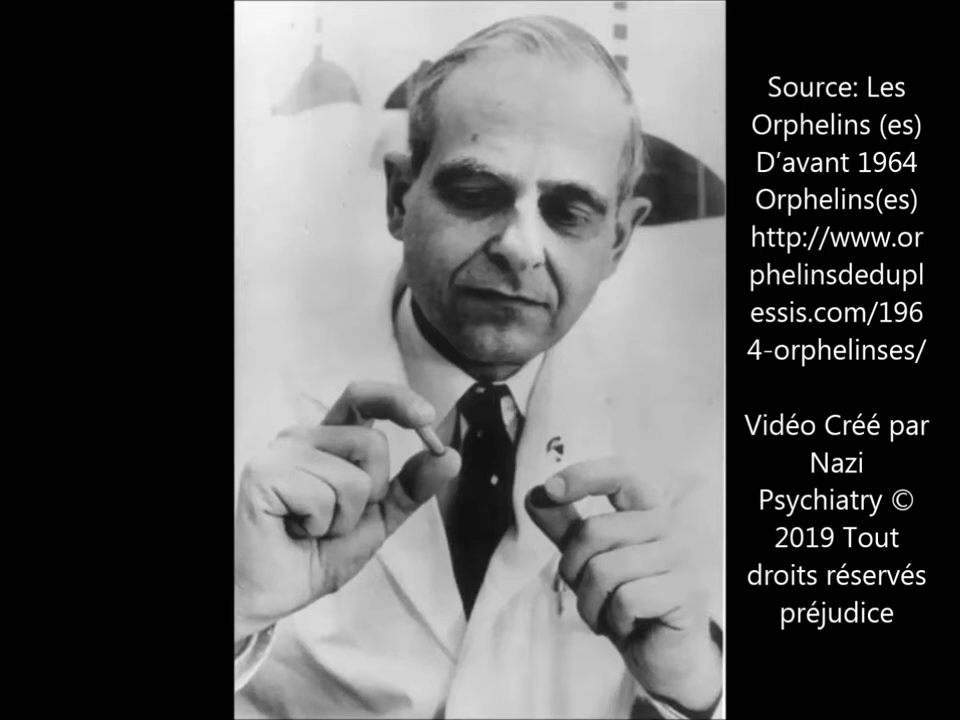 Source: Les
Orphelins (es)
D'avant 1964
Orphelins(es)
http://www.or
phelinsdedupl
essis.com/196
4-orphelinses/
Vidéo Créé par
Nazi
Psychiatry ©
2019 Tout
droits réservés
préjudice